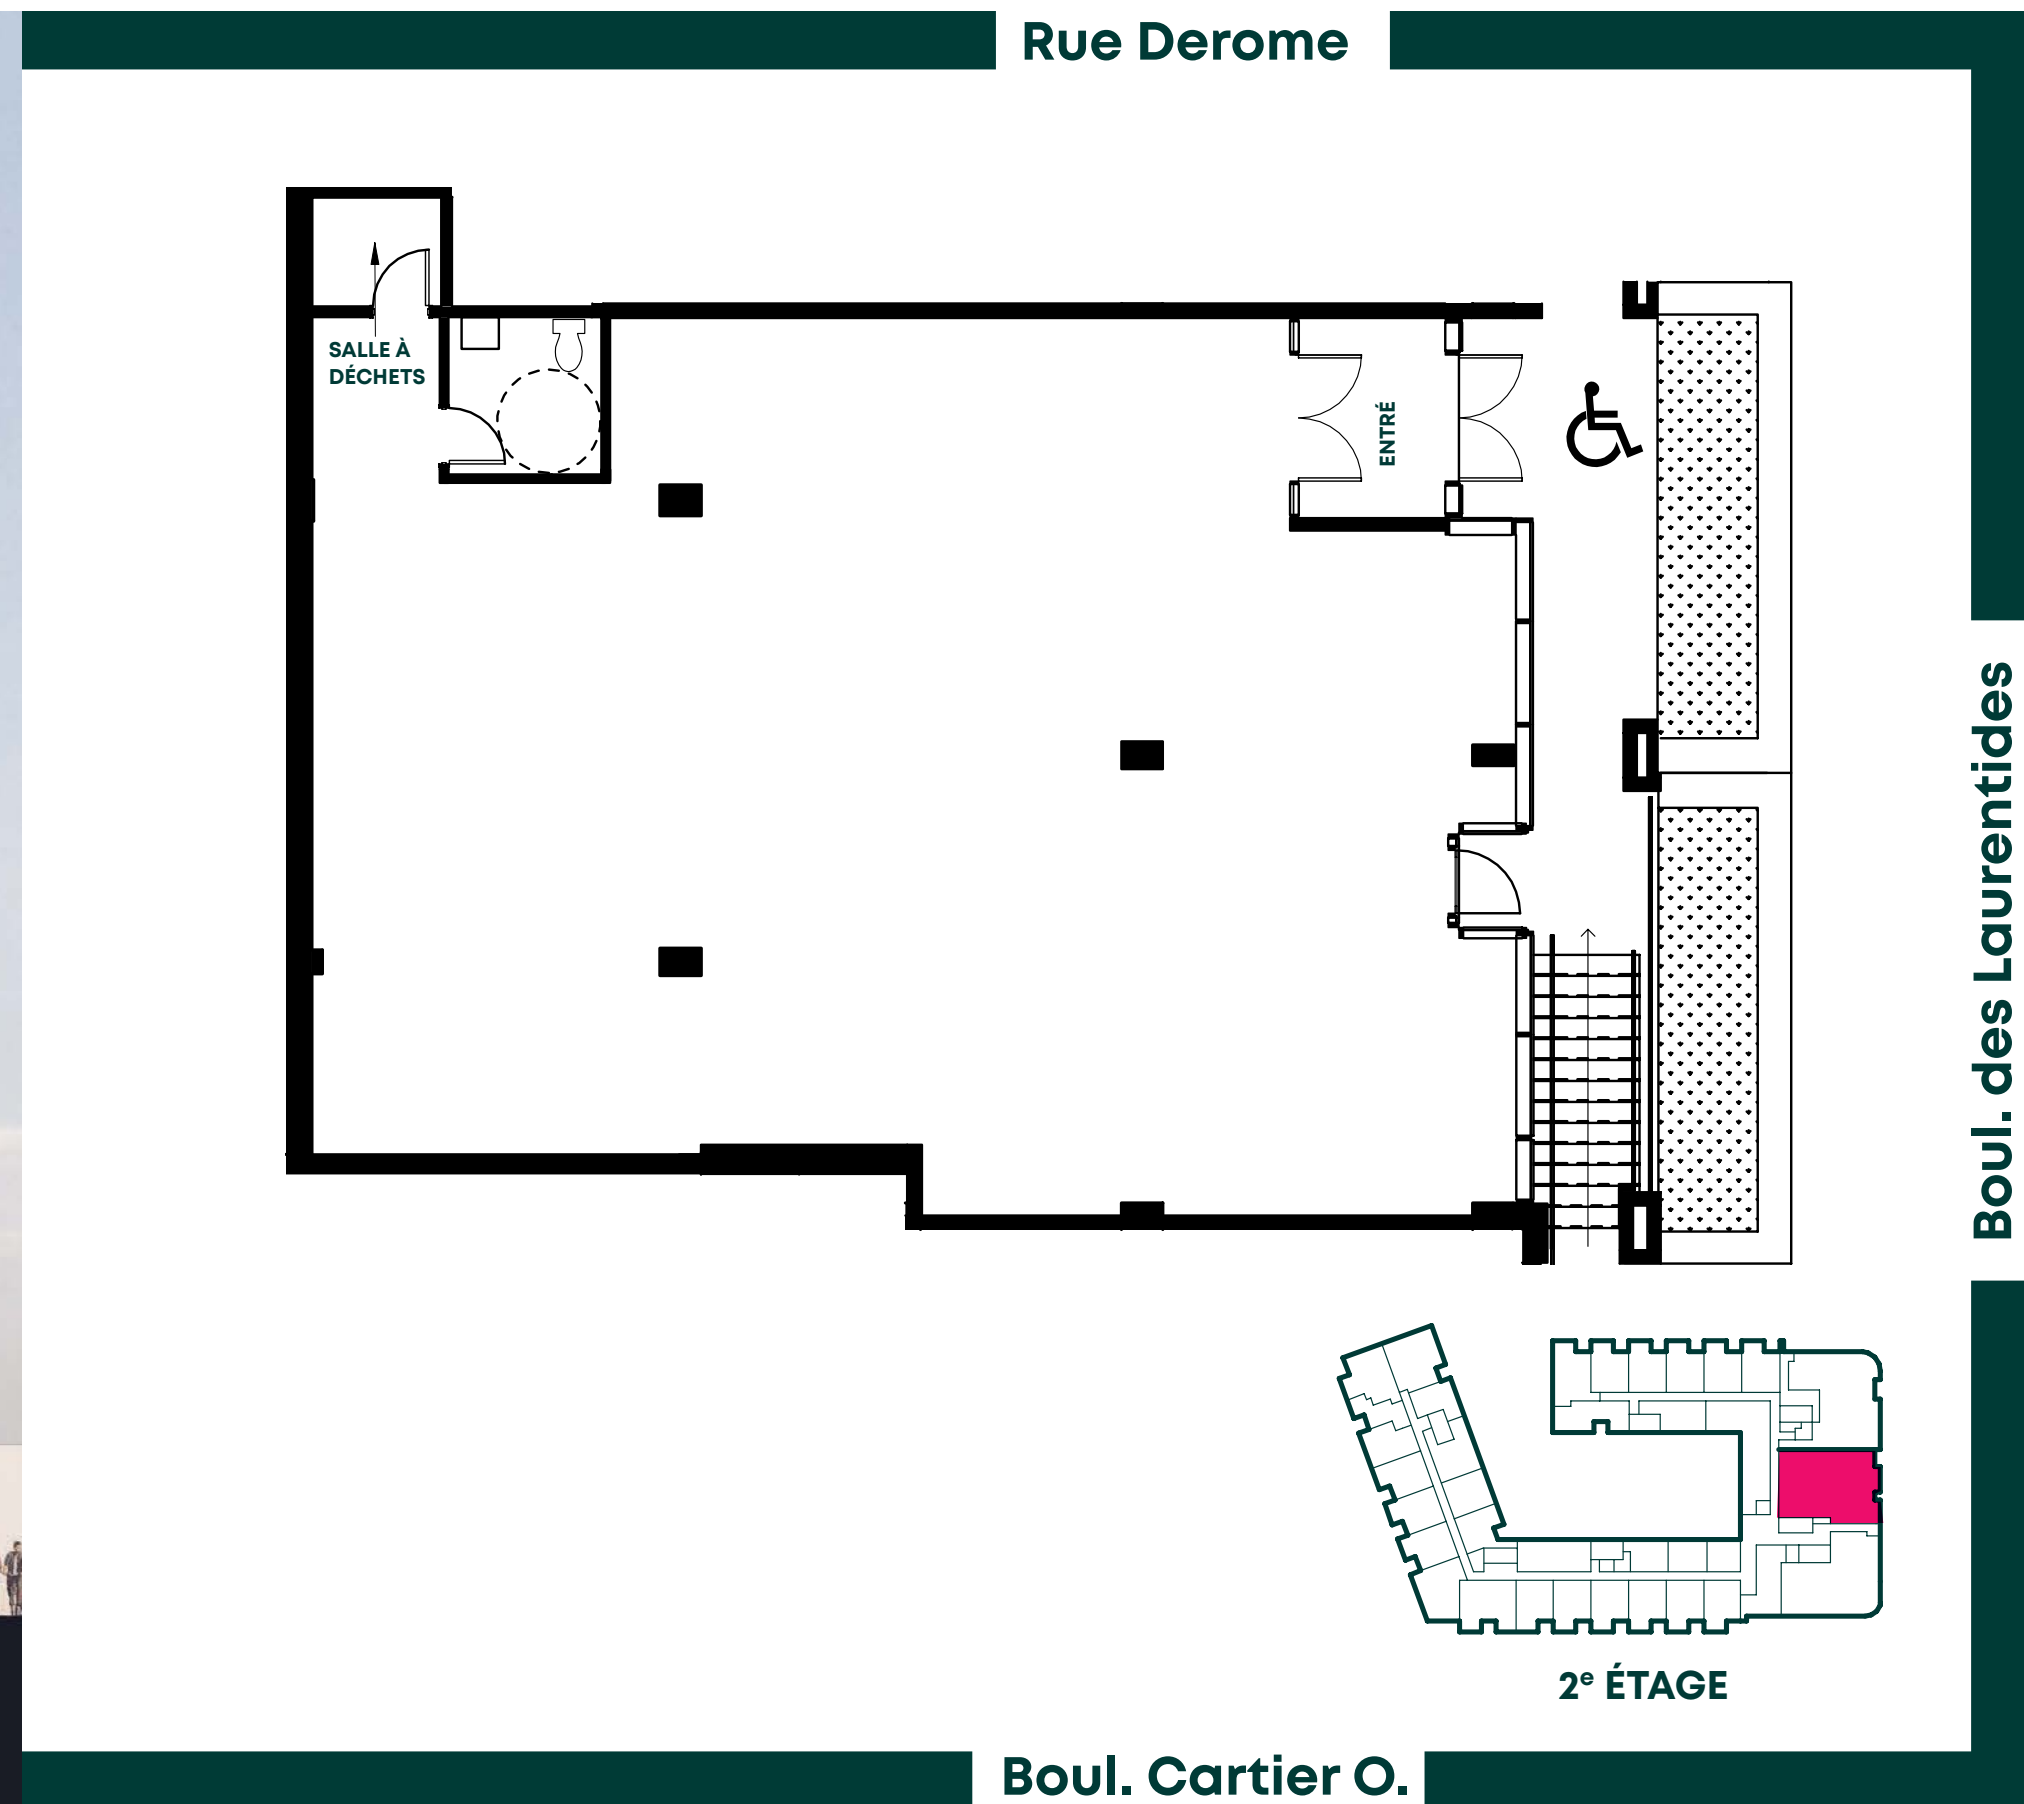 Rue Derome
SALLE À
DÉCHETS
ENTRÉ
Boul. des Laurentides
2e ÉTAGE
Boul. Cartier O.